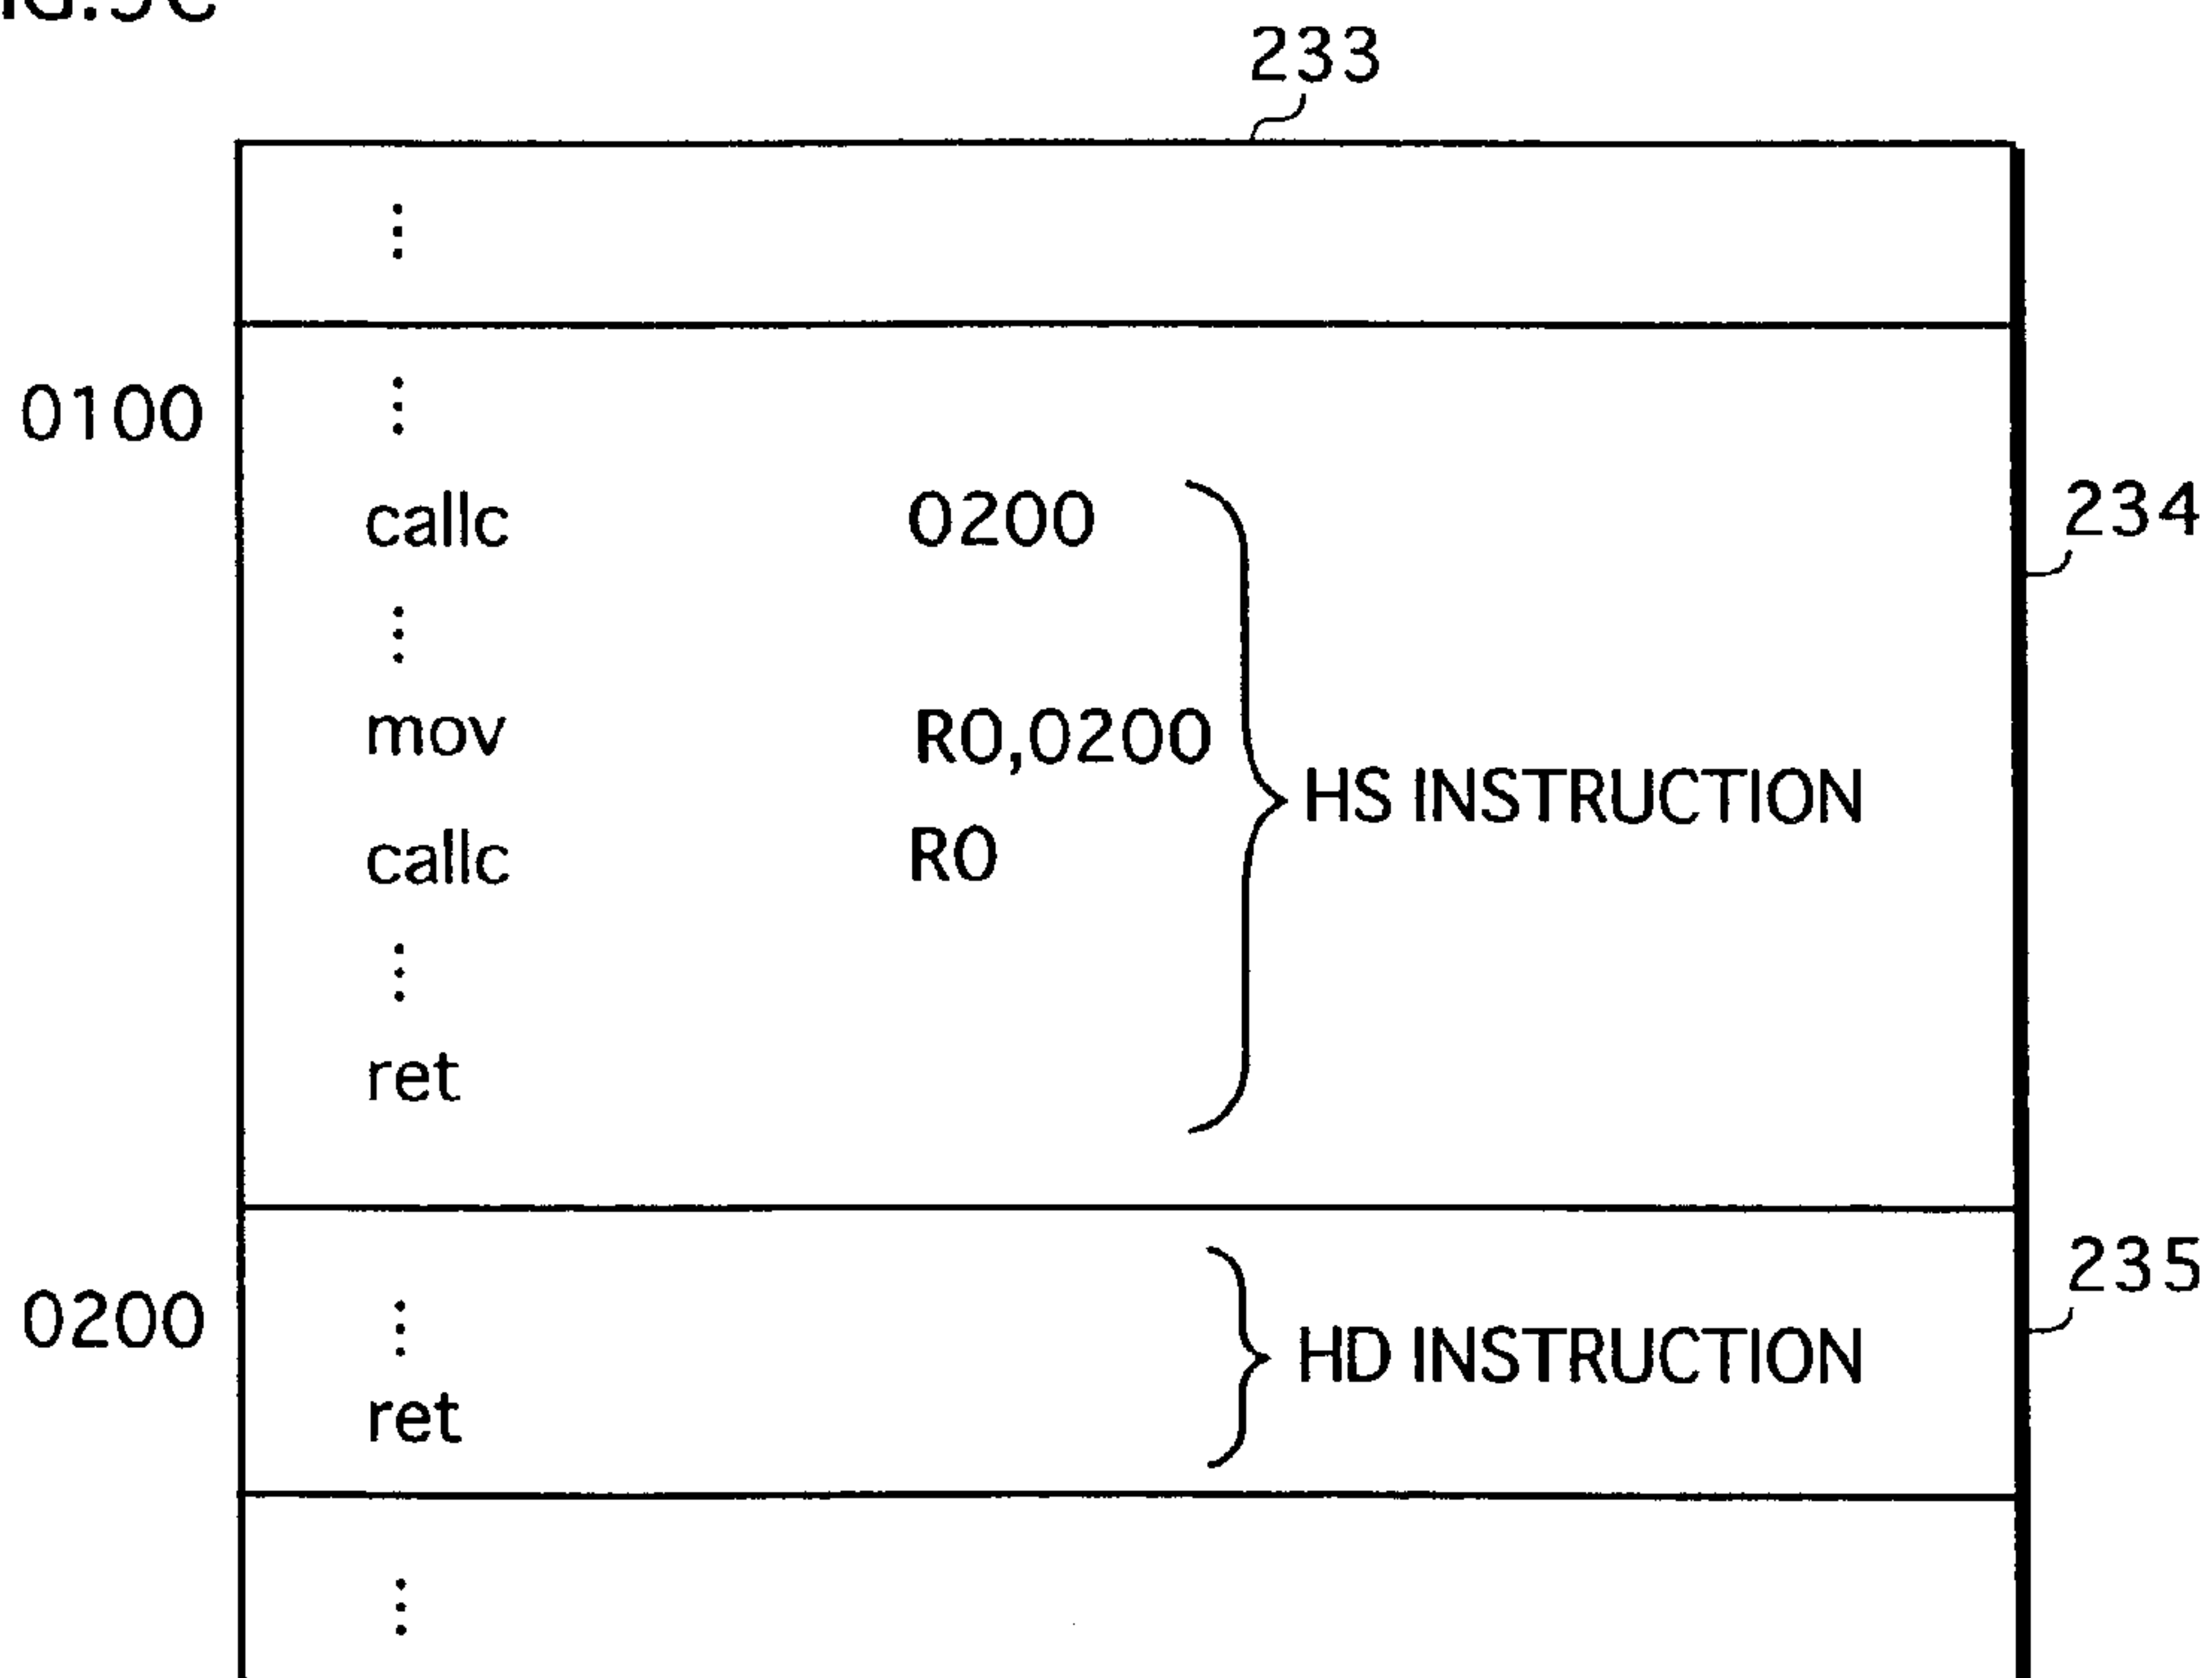 233
0100
callc 0200
234
mov R0,0200
HS INSTRUCTION
callc R0
ret
235
0200
HD INSTRUCTION
ret